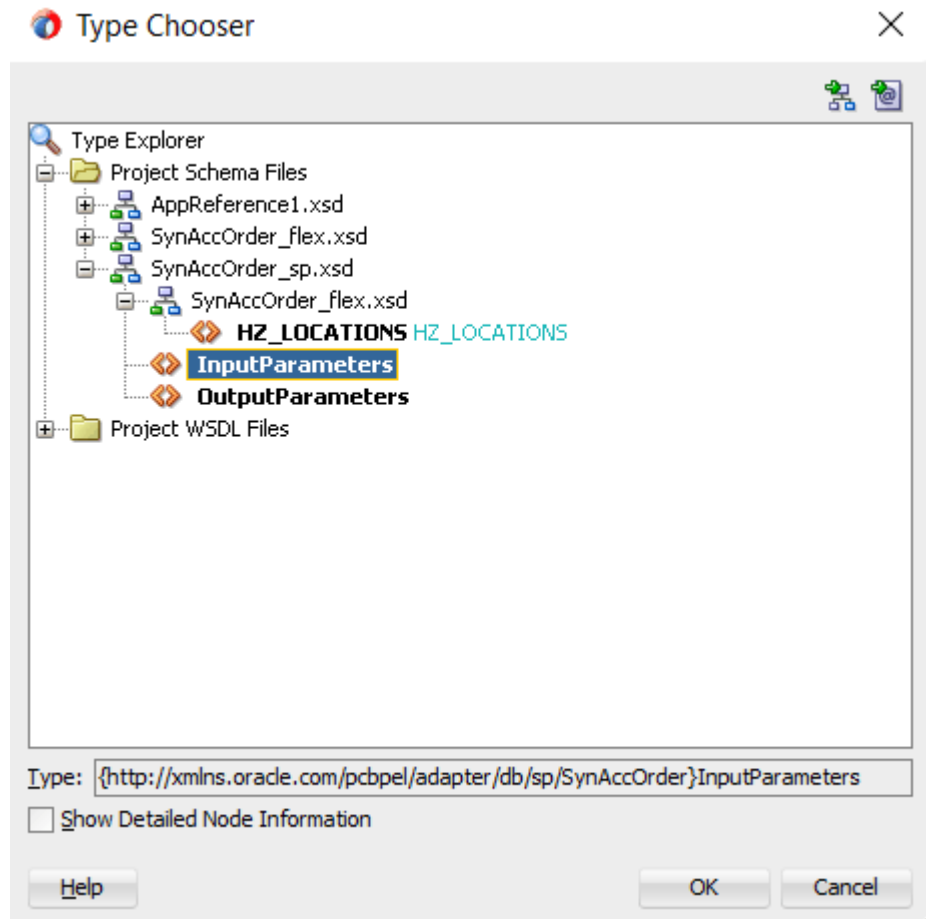 Type Chooser
Type Explorer
Project Schema Files
AppReference1.xsd
SynAccOrder_flex.xsd
SynAccOrder_sp.xsd
SynAccOrder_flex.xsd
HZ_LOCATIONS HZ_LOCATIONS
InputParameters
OutputParameters
Project WSDL Files
Type: {http://xmlns.oracle.com/pcbpel/adapter/db/sp/SynAccOrder}InputParameters
Show Detailed Node Information
Help OK Cancel